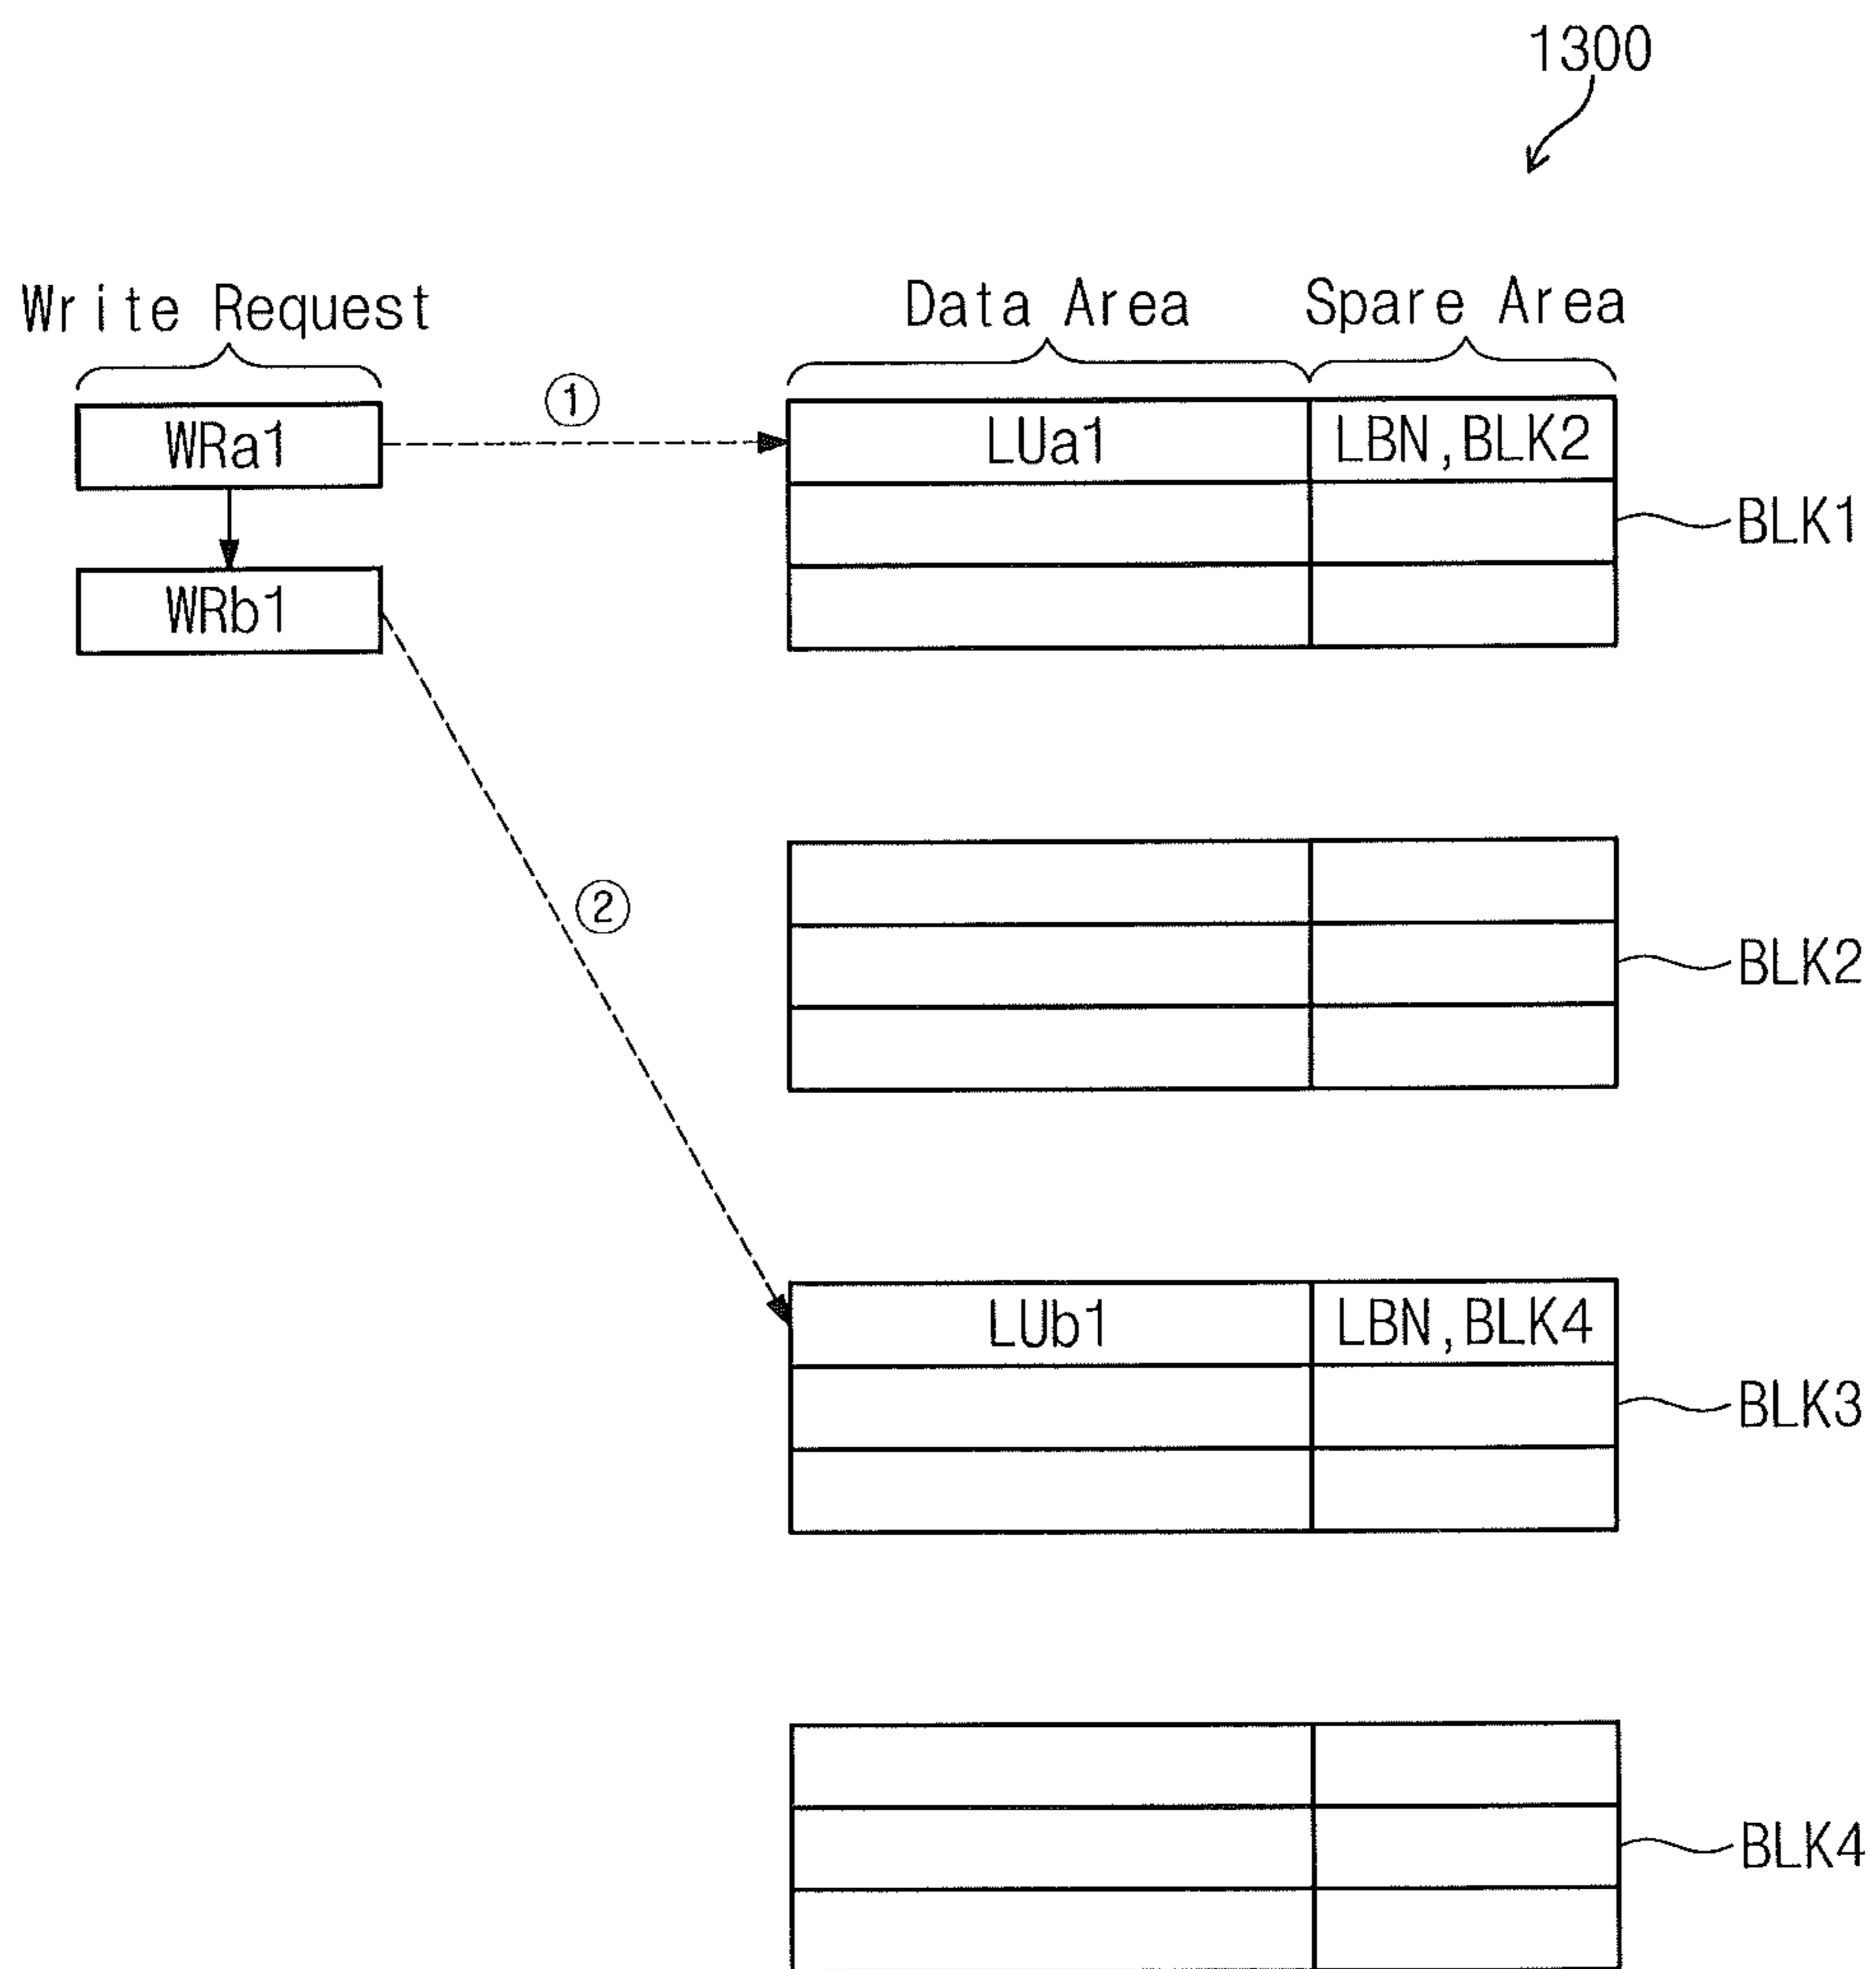 1300
Write Request
Data Area
Spare Area
WRa1
①
LUa1
LBN,BLK2
BLK1
WRb1
②
BLK2
LUb1
LBN,BLK4
BLK3
BLK4